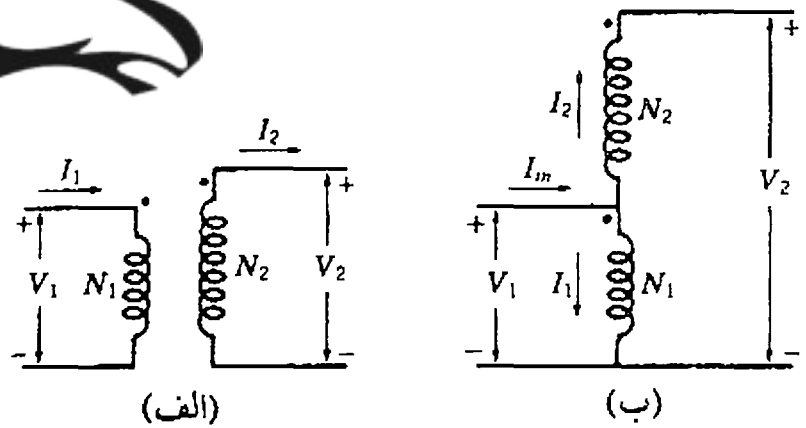 I₁
I₂
+
+
V₁
N₁
N₂
V₂
−
−
(الف)
+
I₂
N₂
Iᵢₙ
+
V₂
V₁
I₁
N₁
−
−
(ب)